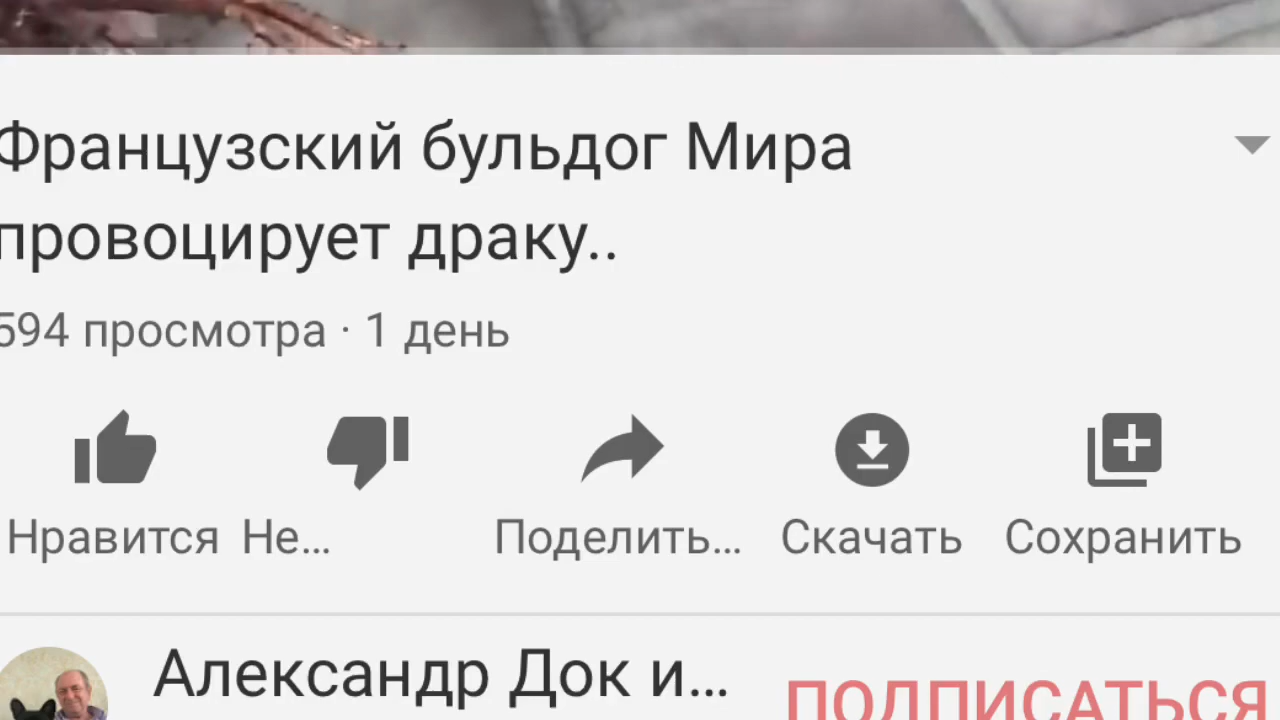 Французский бульдог Мира
провоцирует драку..
594 просмотра · 1 день
Нравится Не... Поделить... Скачать Сохранить
Александр Док и...
ПОДПИСАТЬСЯ